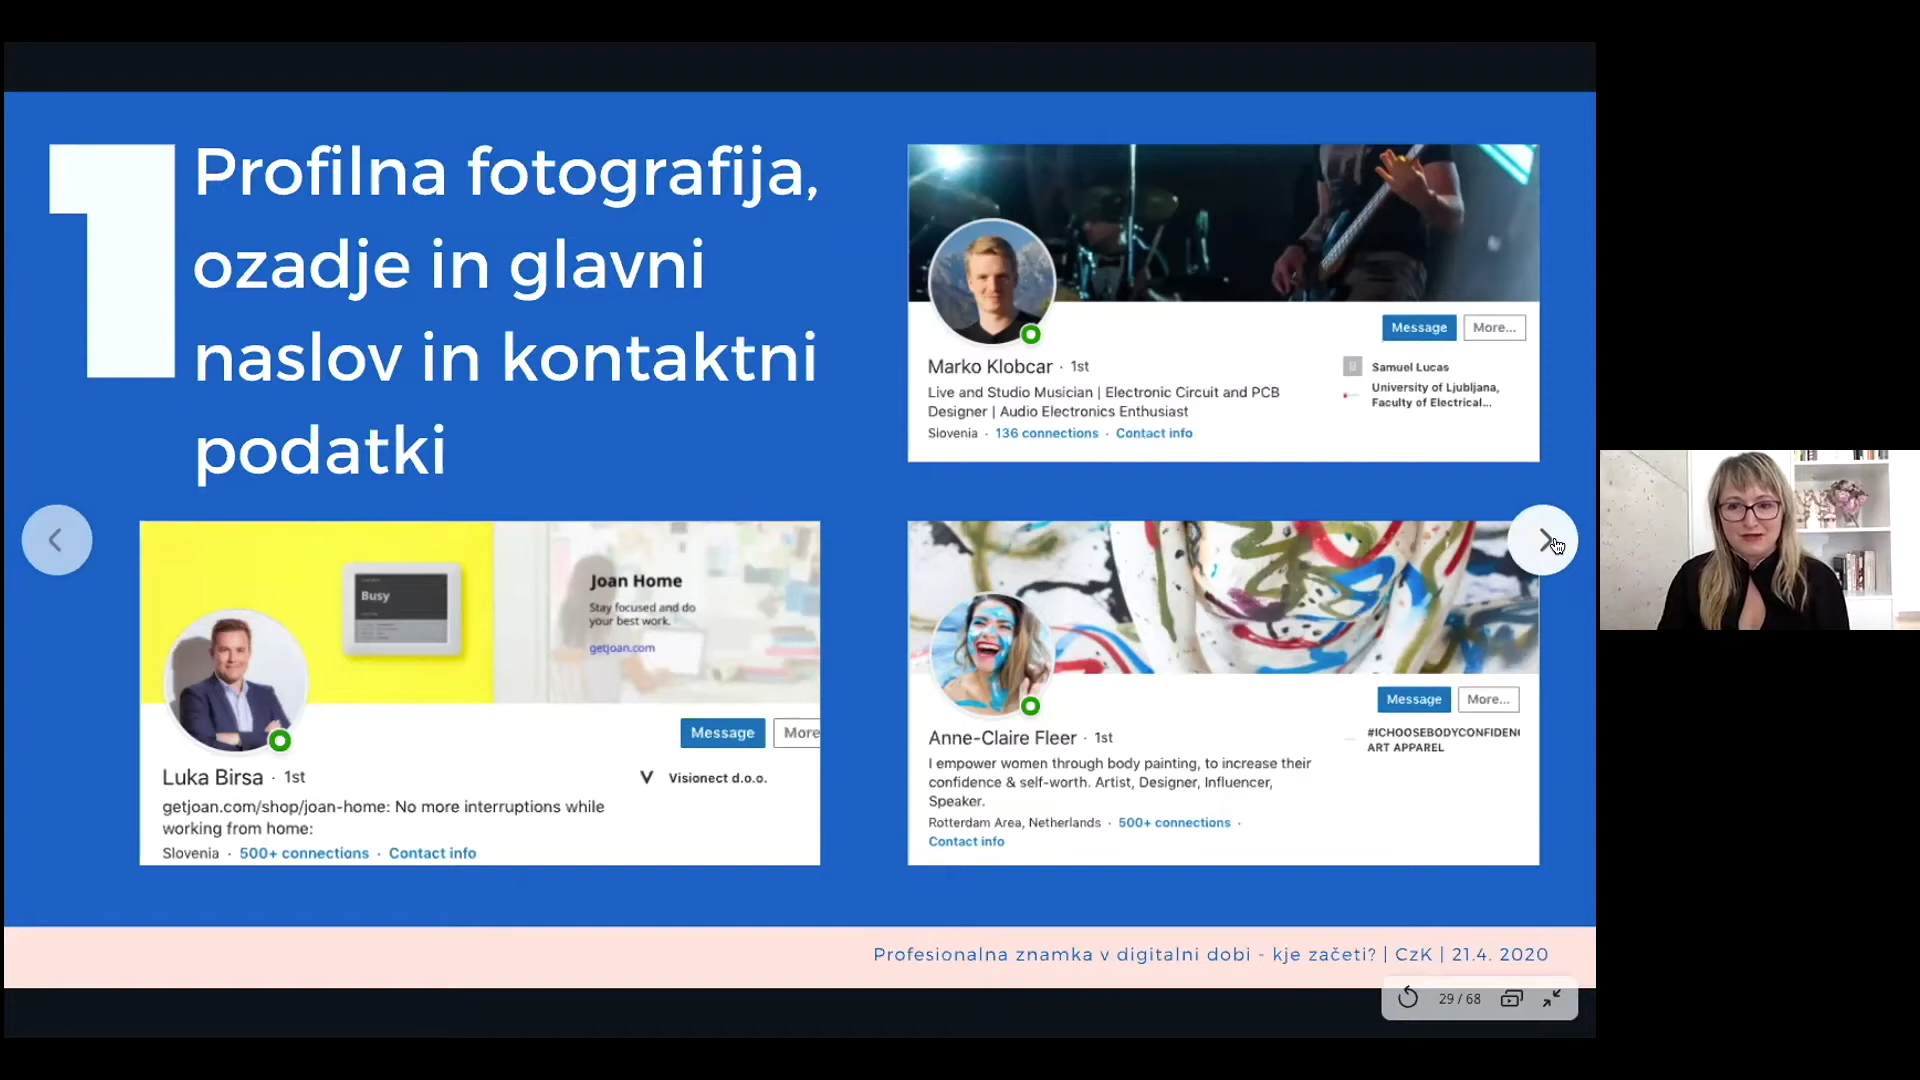 1
Profilna fotografija,
ozadje in glavni
naslov in kontaktni
podatki
Message
More...
Marko Klobcar · 1st
Samuel Lucas
Live and Studio Musician | Electronic Circuit and PCB
Designer | Audio Electronics Enthusiast
University of Ljubljana,
Faculty of Electrical...
Slovenia · 136 connections · Contact info
Busy
Joan Home
Stay focused and do
your best work.
getjoan.com
Message
More
Luka Birsa · 1st
Visionect d.o.o.
getjoan.com/shop/joan-home: No more interruptions while
working from home:
Slovenia · 500+ connections · Contact info
Message
More...
Anne-Claire Fleer · 1st
#ICHOOSEBODYCONFIDEN
ART APPAREL
I empower women through body painting, to increase their
confidence & self-worth. Artist, Designer, Influencer,
Speaker.
Rotterdam Area, Netherlands · 500+ connections ·
Contact info
Profesionalna znamka v digitalni dobi - kje začeti? | CzK | 21.4. 2020
29 / 68